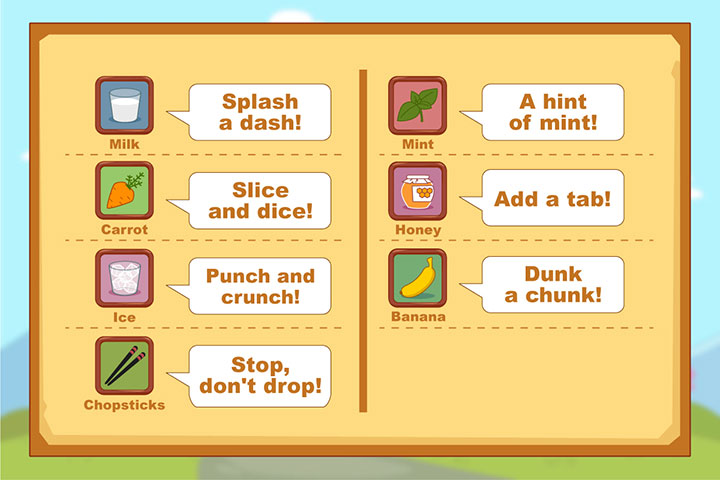 Splash
a dash!
Milk
Slice
and dice!
Carrot
Punch and
crunch!
Ice
Stop,
don't drop!
Chopsticks
A hint
of mint!
Mint
Add a tab!
Honey
Dunk
a chunk!
Banana